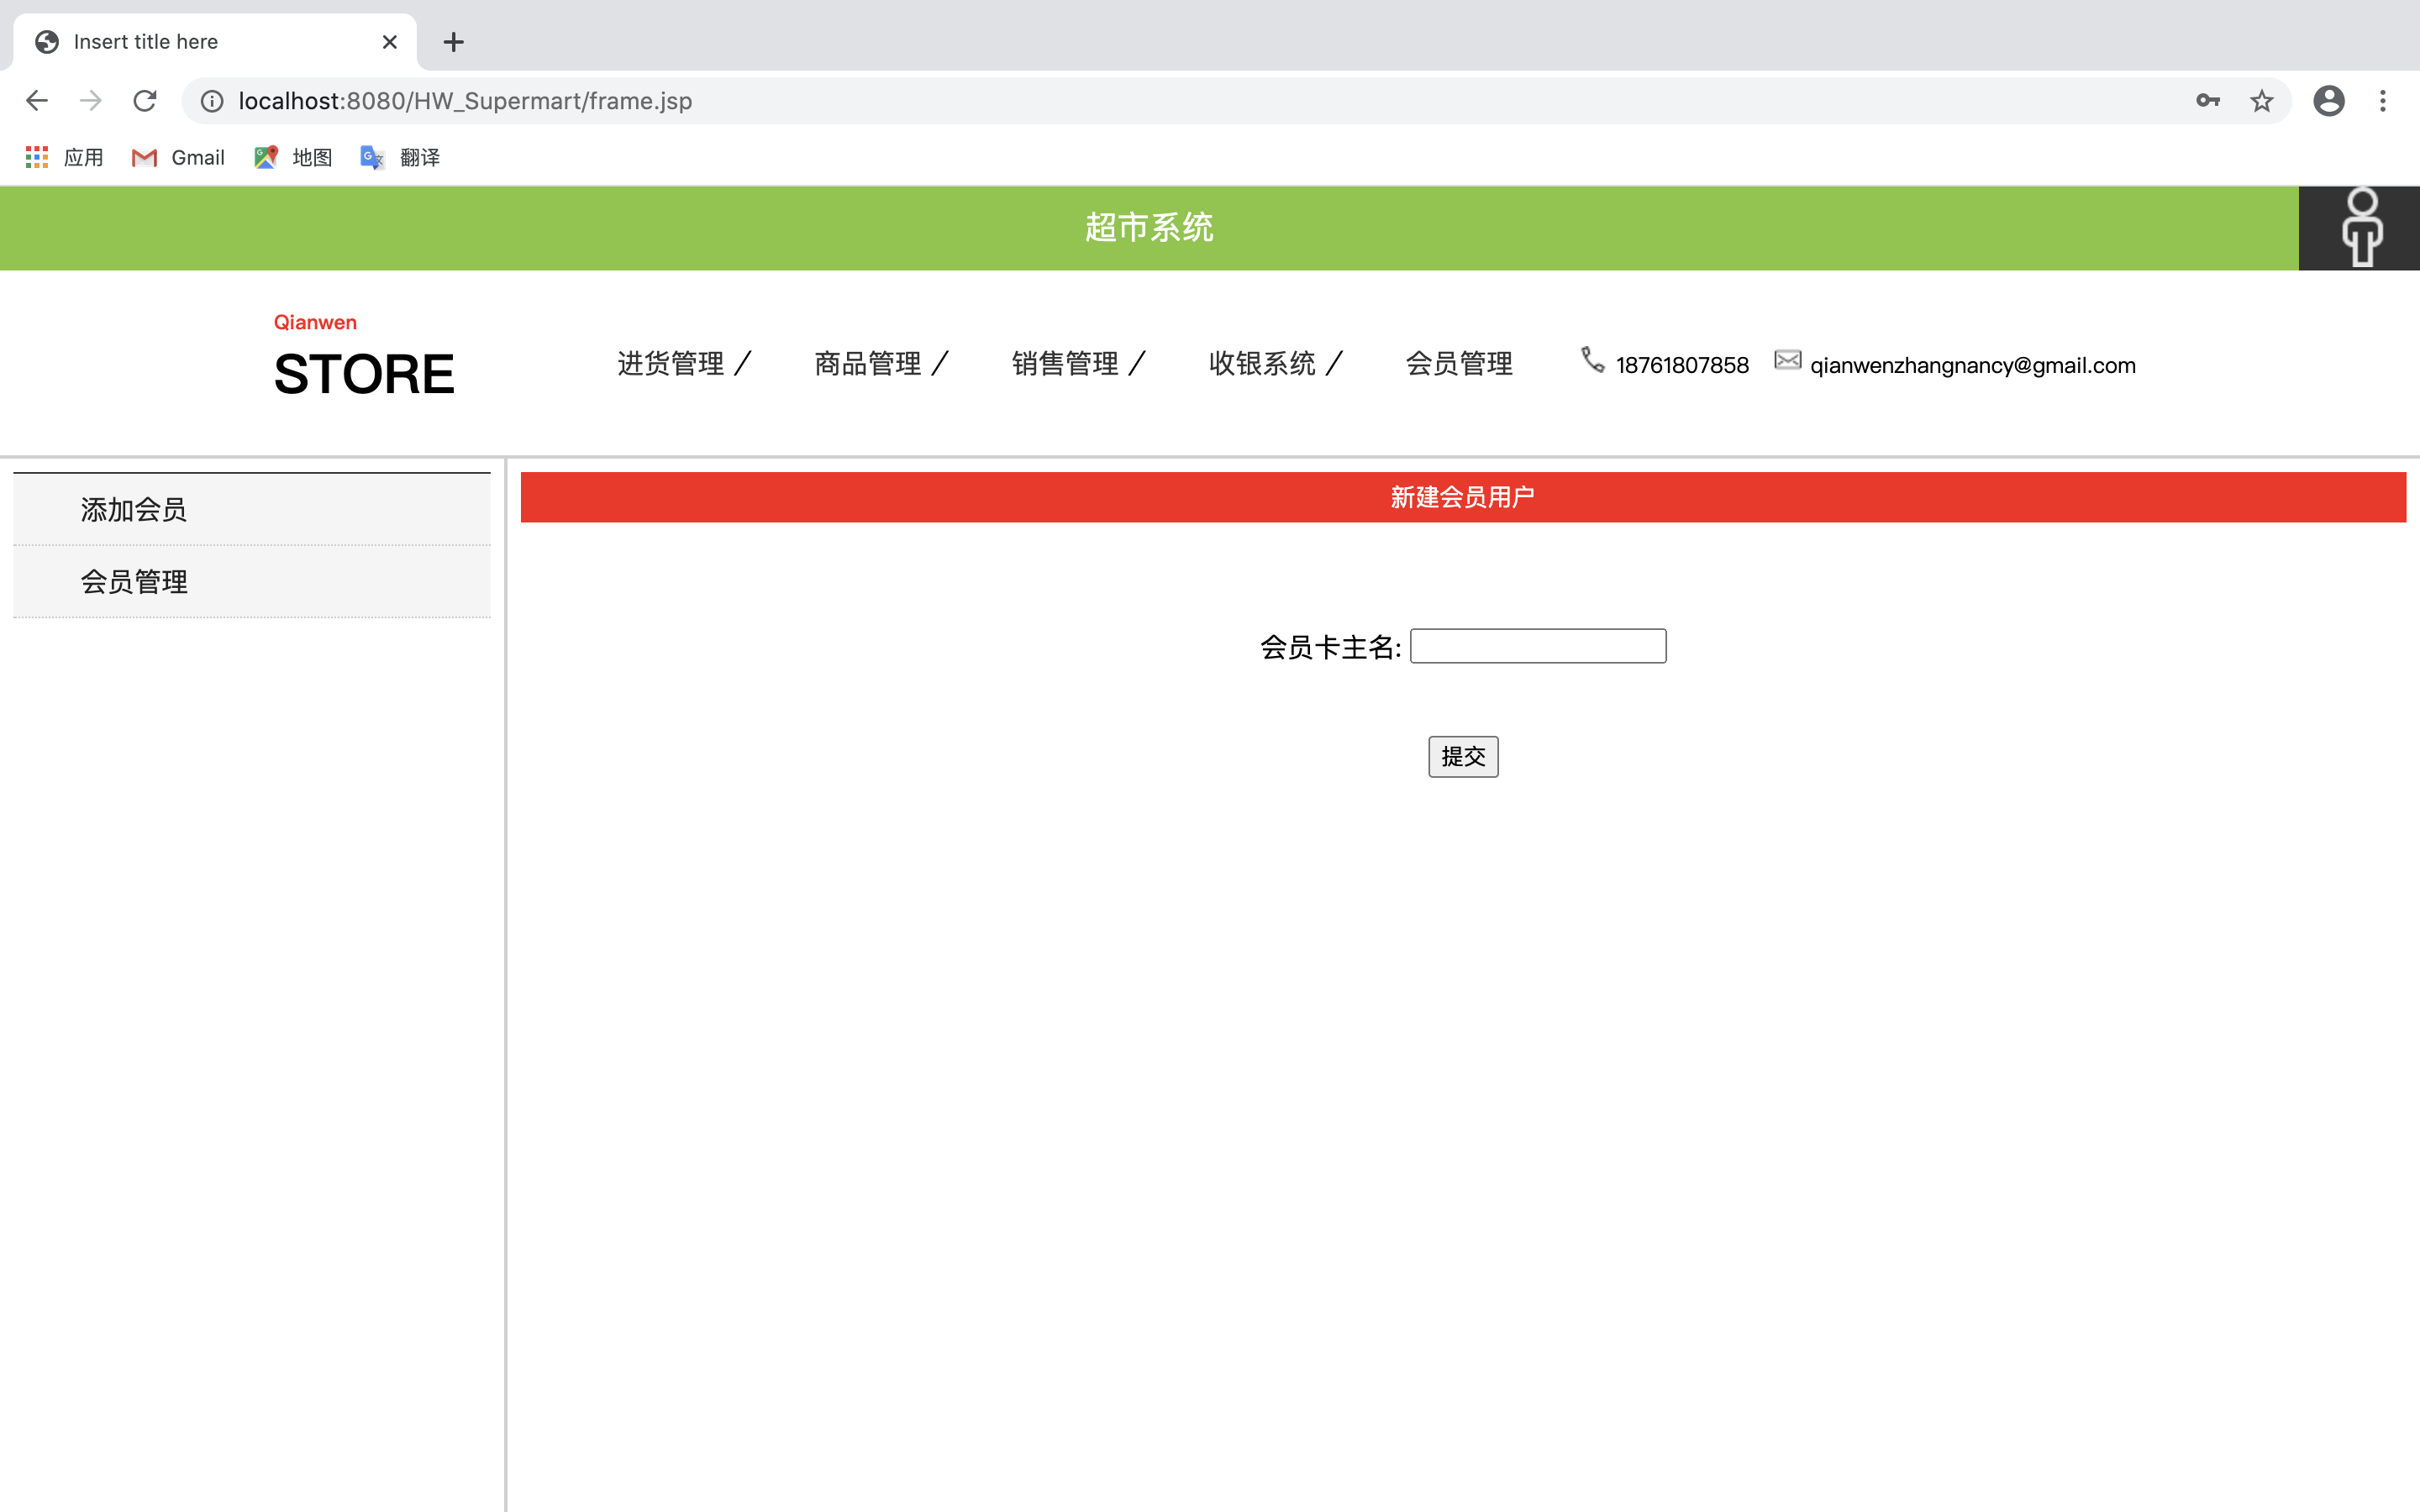 Insert title here
localhost:8080/HW_Supermart/frame.jsp
应用 Gmail 地图 翻译
超市系统
Qianwen
STORE
进货管理 / 商品管理 / 销售管理 / 收银系统 / 会员管理 18761807858 qianwenzhangnancy@gmail.com
添加会员
会员管理
新建会员用户
会员卡主名:
提交